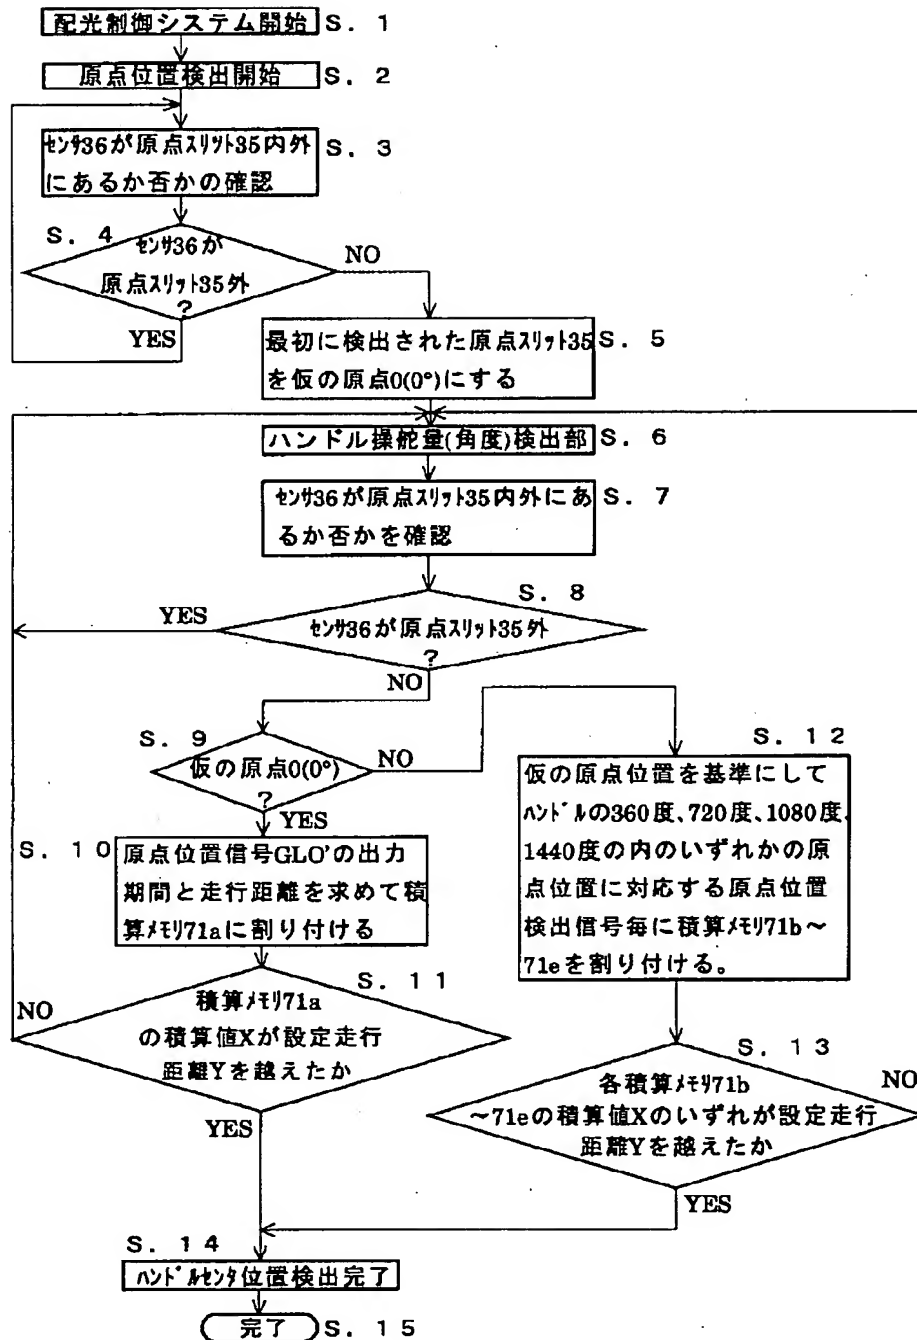 配光制御システム開始 S. 1
原点位置検出開始 S. 2
センサ36が原点スリット35内外 S. 3
にあるか否かの確認
S. 4
センサ36が
原点スリット35外
?
NO
YES
最初に検出された原点スリット35 S. 5
を仮の原点0(0°)にする
ハンドル操舵量(角度)検出部 S. 6
センサ36が原点スリット35内外にあ S. 7
るか否かを確認
S. 8
YES
センサ36が原点スリット35外
?
NO
S. 9
仮の原点0(0°)
?
NO
YES
S. 10
原点位置信号GLO'の出力
期間と走行距離を求めて積
算メモリ71aに割り付ける
S. 12
仮の原点位置を基準にして
ハンドルの360度、720度、1080度、
1440度の内のいずれかの原
点位置に対応する原点位置
検出信号毎に積算メモリ71b～
71eを割り付ける。
S. 11
NO
積算メモリ71a
の積算値Xが設定走行
距離Yを越えたか
YES
S. 13
各積算メモリ71b
～71eの積算値Xのいずれが設定走行
距離Yを越えたか
NO
YES
S. 14
ハンドルセンタ位置検出完了
完了 S. 15